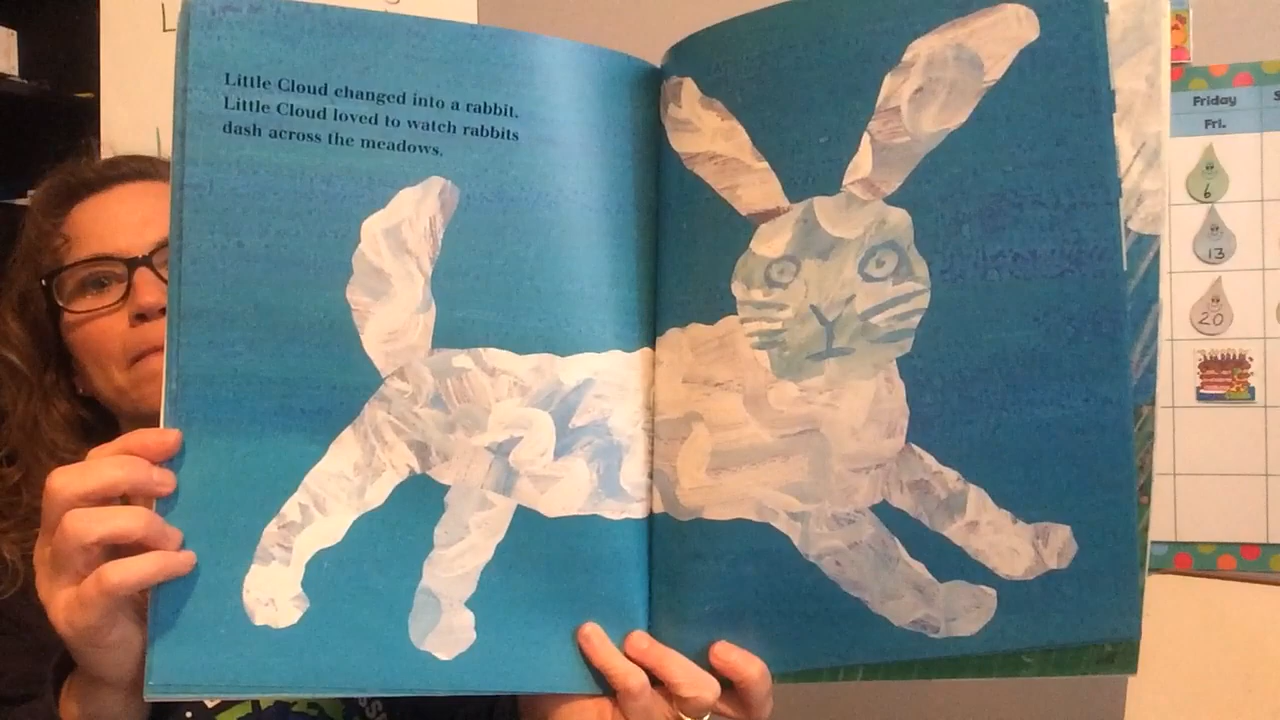 Little Cloud changed into a rabbit.
Little Cloud loved to watch rabbits
dash across the meadows.
Friday
S
Fri.
6
13
20